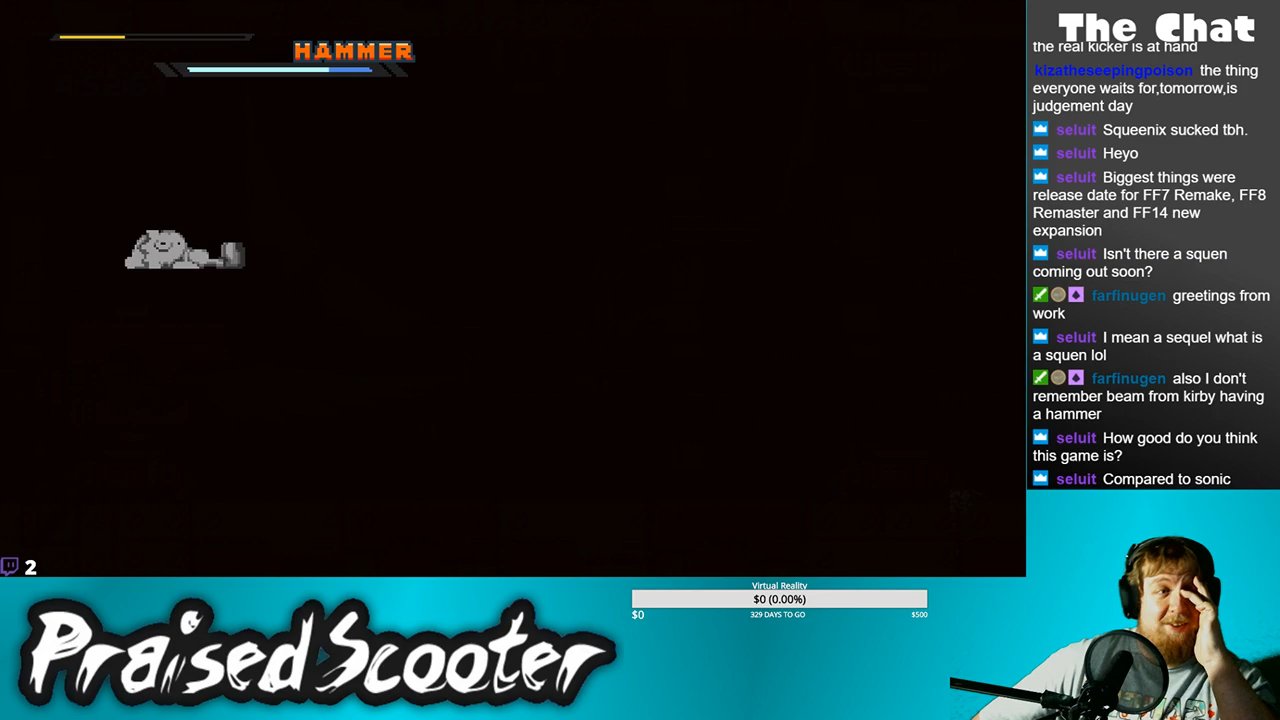 HAMMER
The Chat
the real kicker is at hand
kizatheseepingpoison the thing
everyone waits for,tomorrow,is
judgement day
seluit Squeenix sucked tbh.
seluit Heyo
seluit Biggest things were
release date for FF7 Remake, FF8
Remaster and FF14 new
expansion
seluit Isn't there a squen
coming out soon?
farfinugen greetings from
work
seluit I mean a sequel what is
a squen lol
farfinugen also I don't
remember beam from kirby having
a hammer
seluit How good do you think
this game is?
seluit Compared to sonic
2
PraisedScooter
Virtual Reality
$0 (0.00%)
$0 329 DAYS TO GO $500